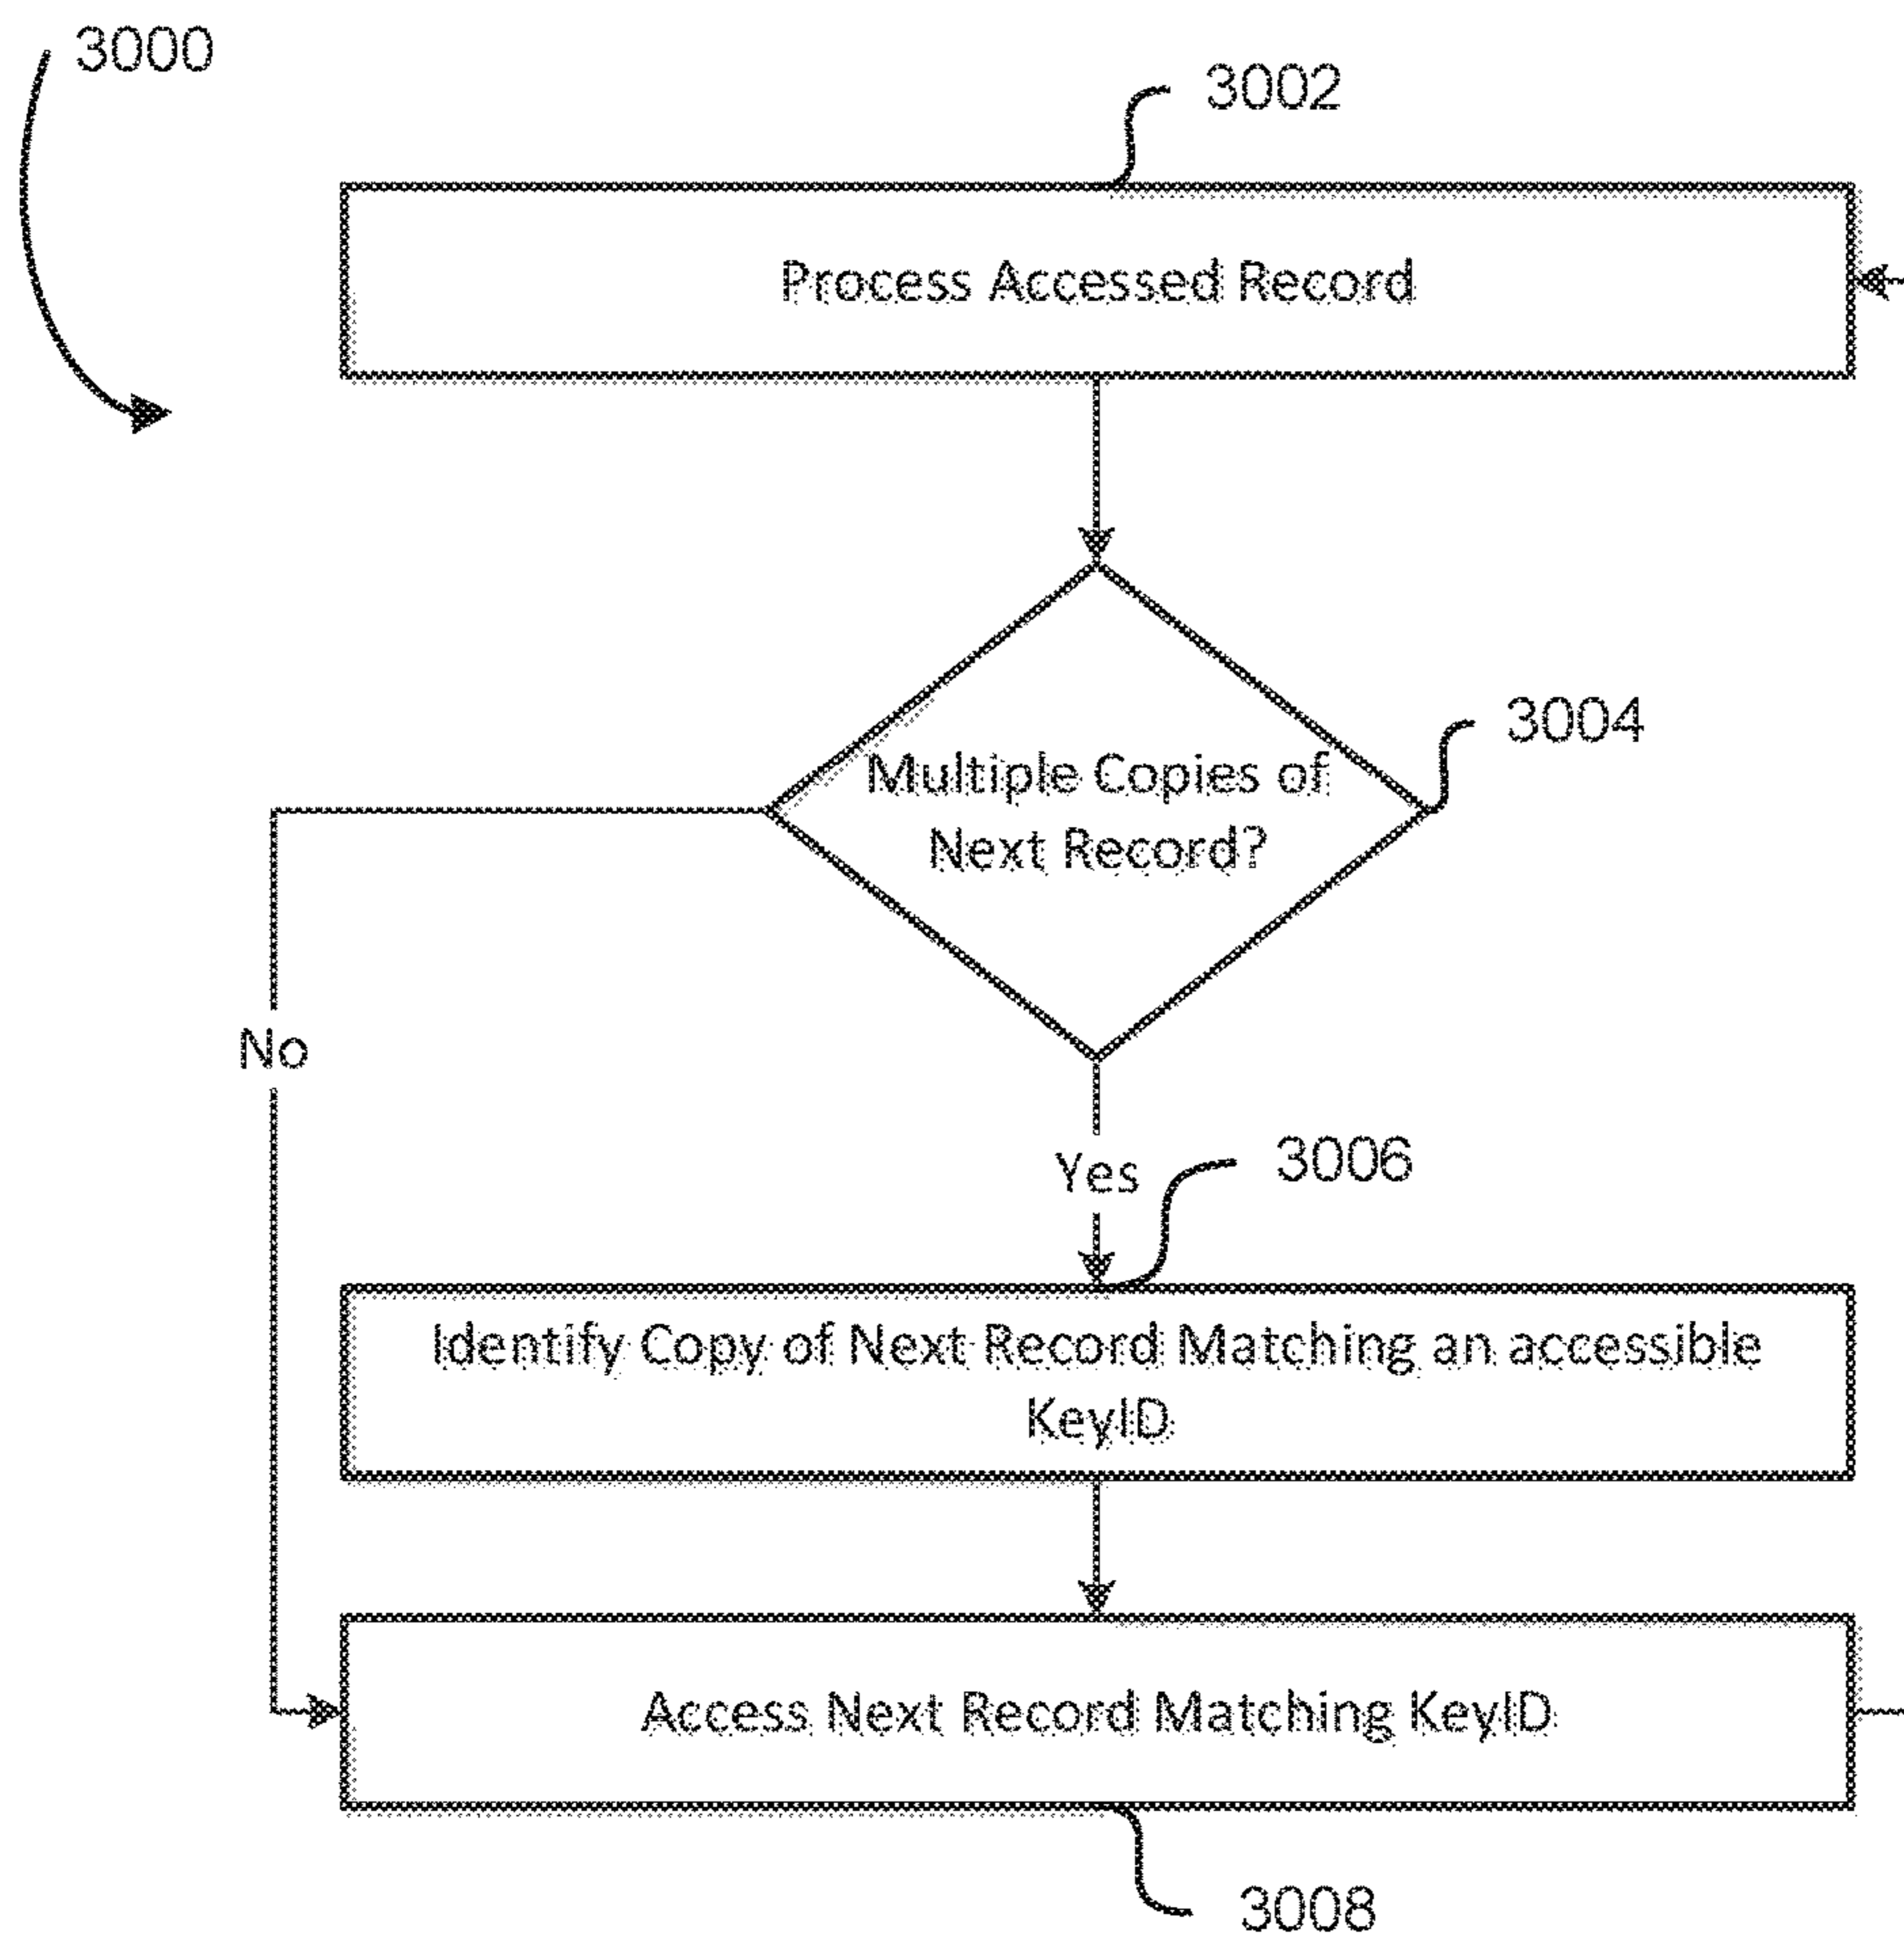 3000
3002
Process Accessed Record
3004
Multiple Copies of
Next Record?
No
Yes
3006
Identify Copy of Next Record Matching an accessible
KeyID
Access Next Record Matching KeyID
3008